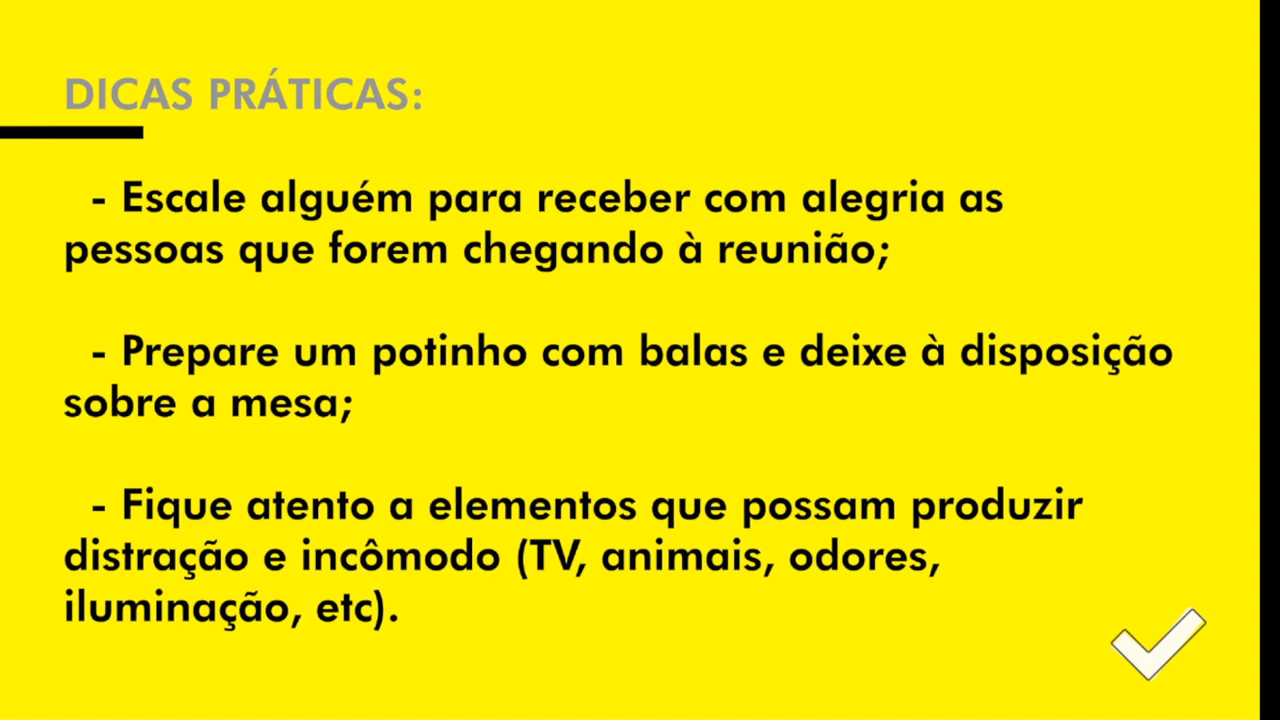 DICAS PRÁTICAS:
- Escale alguém para receber com alegria as
pessoas que forem chegando à reunião;
- Prepare um potinho com balas e deixe à disposição
sobre a mesa;
- Fique atento a elementos que possam produzir
distração e incômodo (TV, animais, odores,
iluminação, etc).